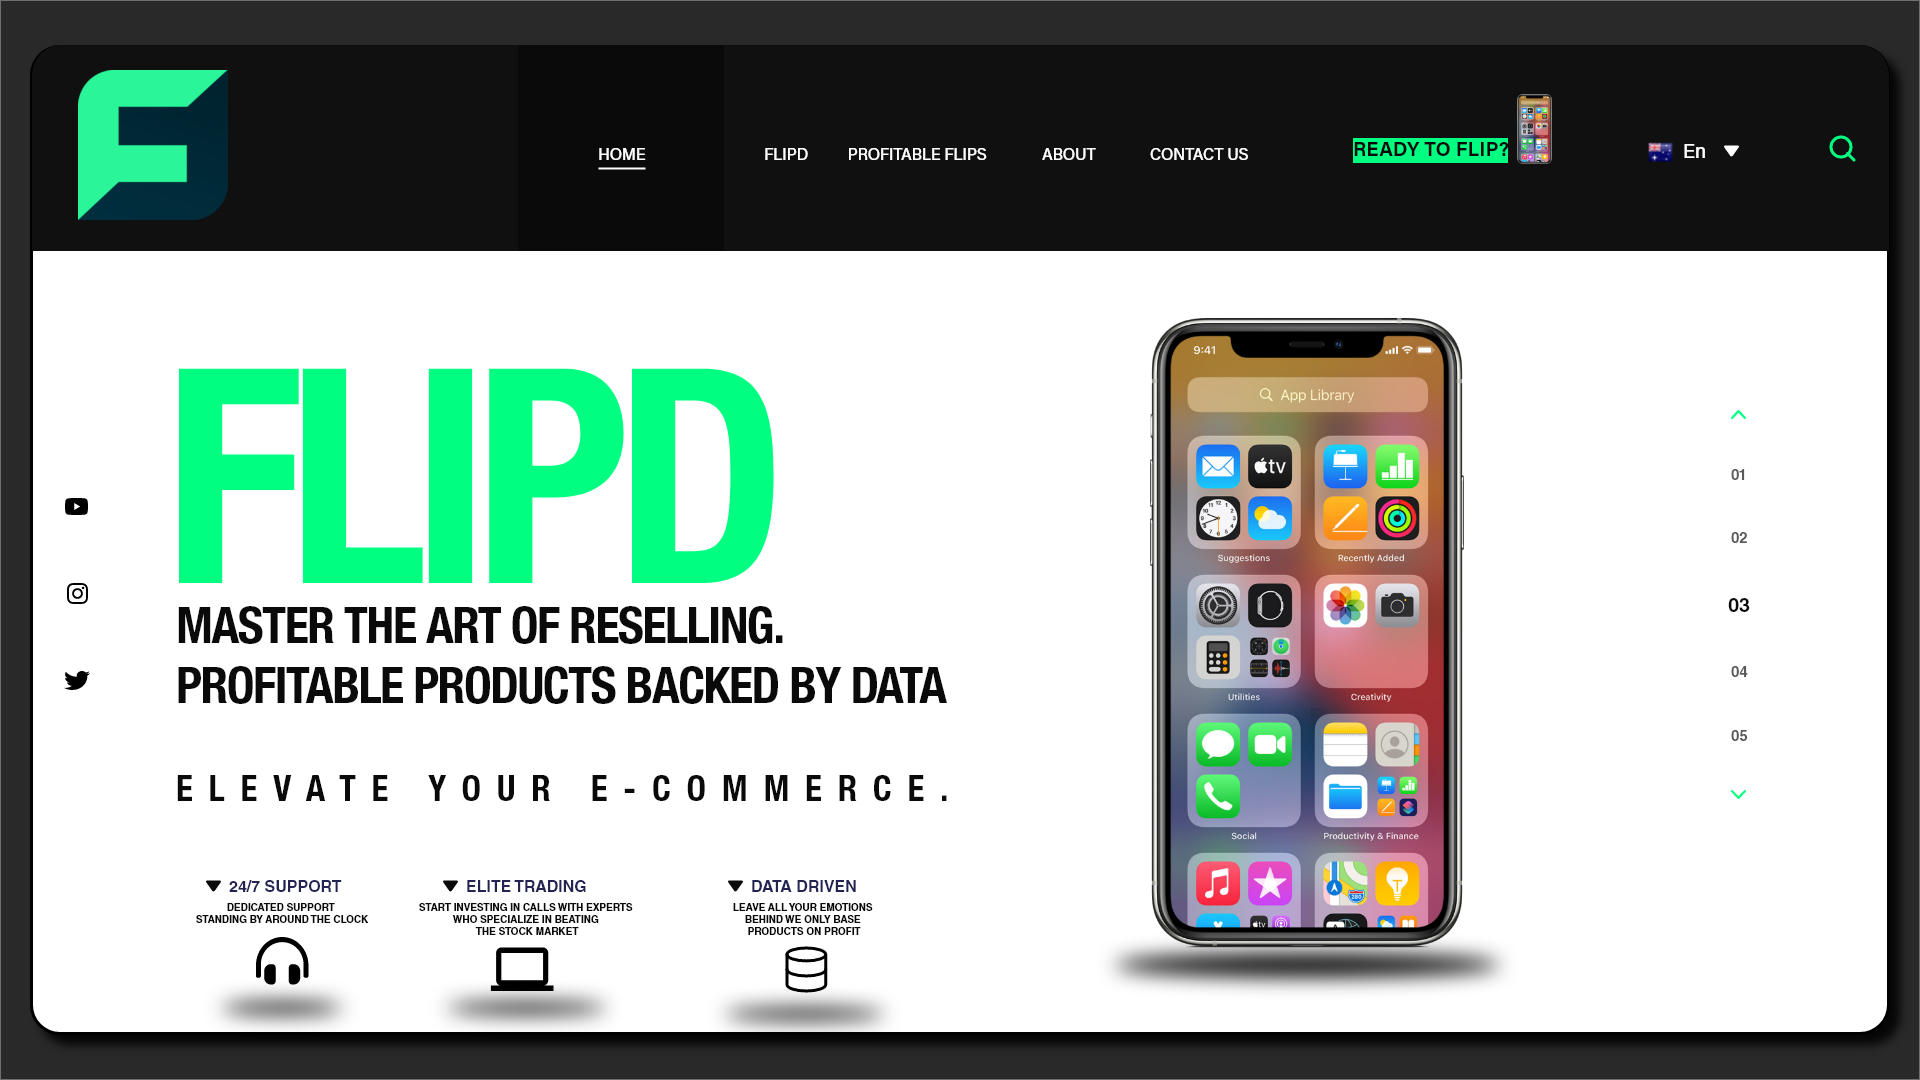 HOME
FLIPD
PROFITABLE FLIPS
ABOUT
CONTACT US
READY TO FLIP?
En
FLIPD
MASTER THE ART OF RESELLING.
PROFITABLE PRODUCTS BACKED BY DATA
ELEVATE YOUR E-COMMERCE.
24/7 SUPPORT
DEDICATED SUPPORT
STANDING BY AROUND THE CLOCK
ELITE TRADING
START INVESTING IN CALLS WITH EXPERTS
WHO SPECIALIZE IN BEATING
THE STOCK MARKET
DATA DRIVEN
LEAVE ALL YOUR EMOTIONS
BEHIND WE ONLY BASE
PRODUCTS ON PROFIT
9:41
App Library
tv
Suggestions
Recently Added
Utilities
Creativity
Social
Productivity & Finance
280
tv
01
02
03
04
05